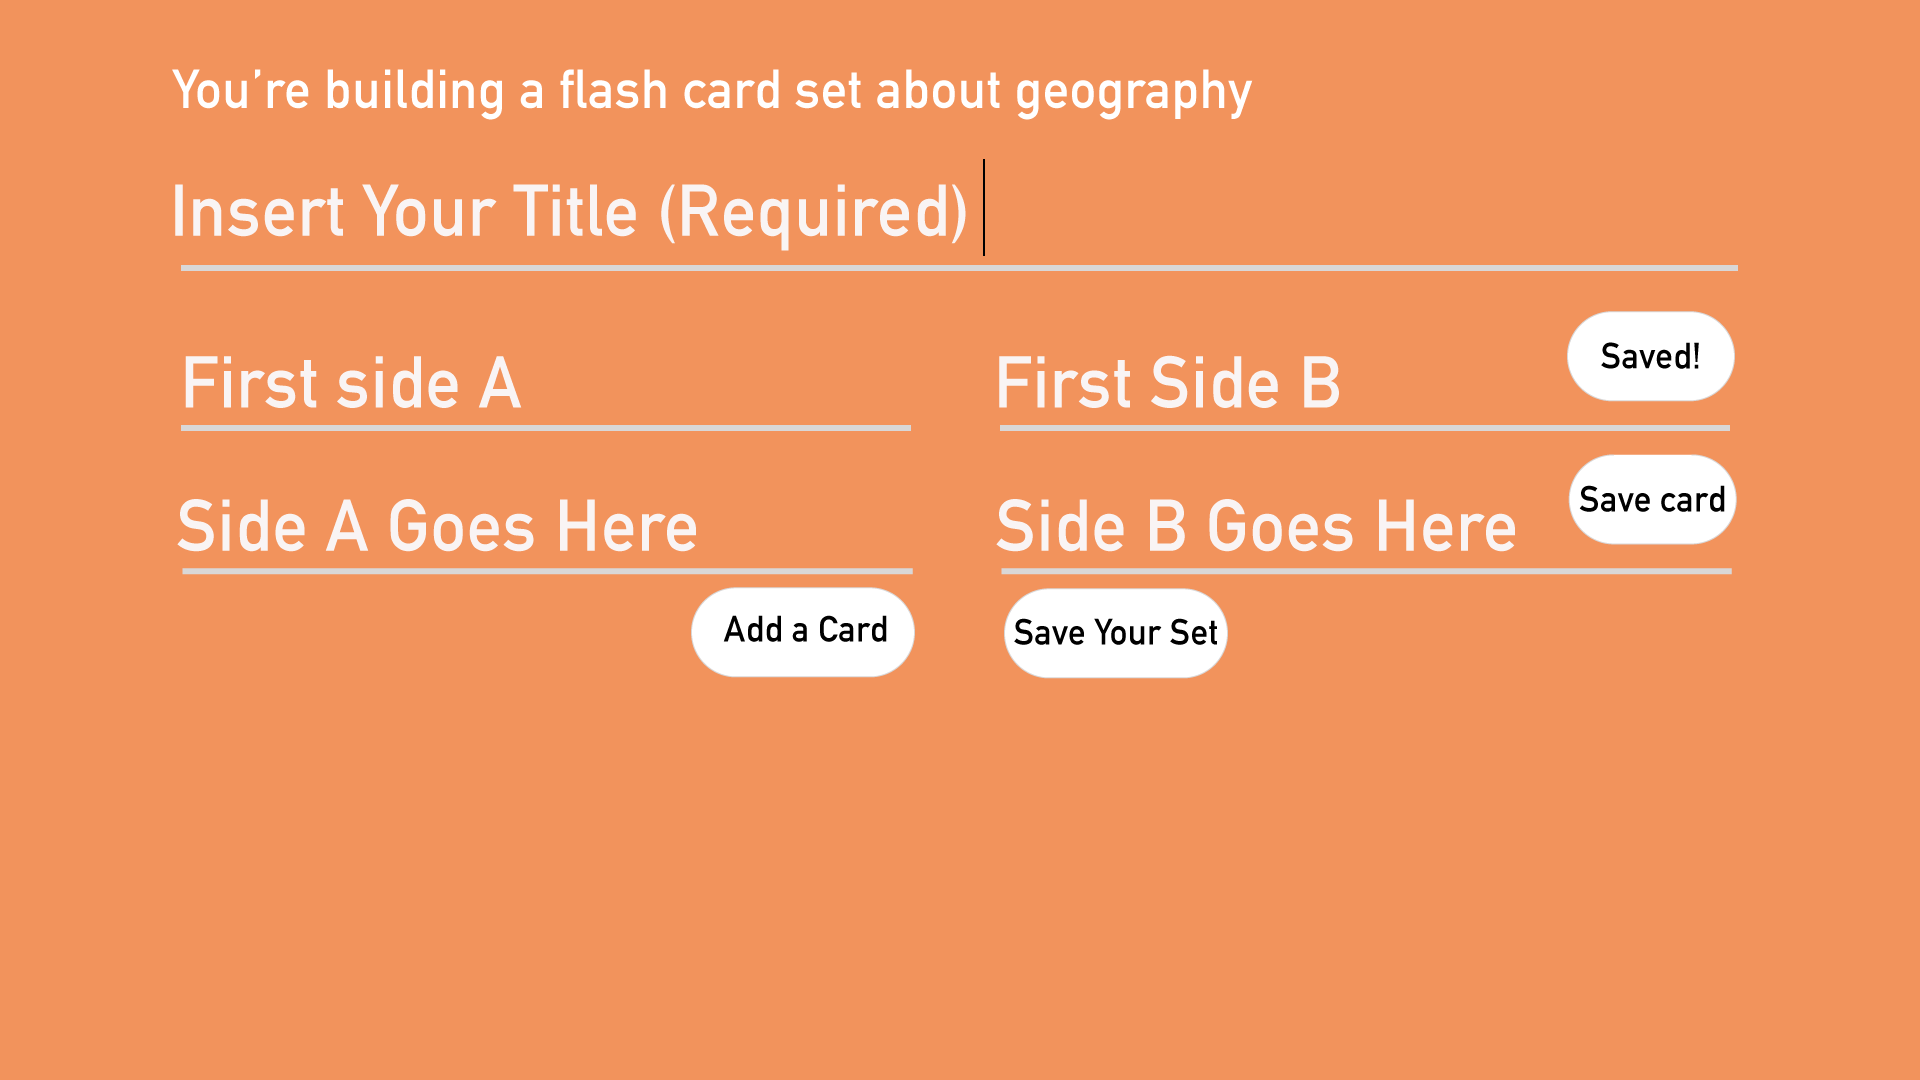 You're building a flash card set about geography
Insert Your Title (Required)
First side A
First Side B
Saved!
Side A Goes Here
Side B Goes Here
Save card
Add a Card
Save Your Set